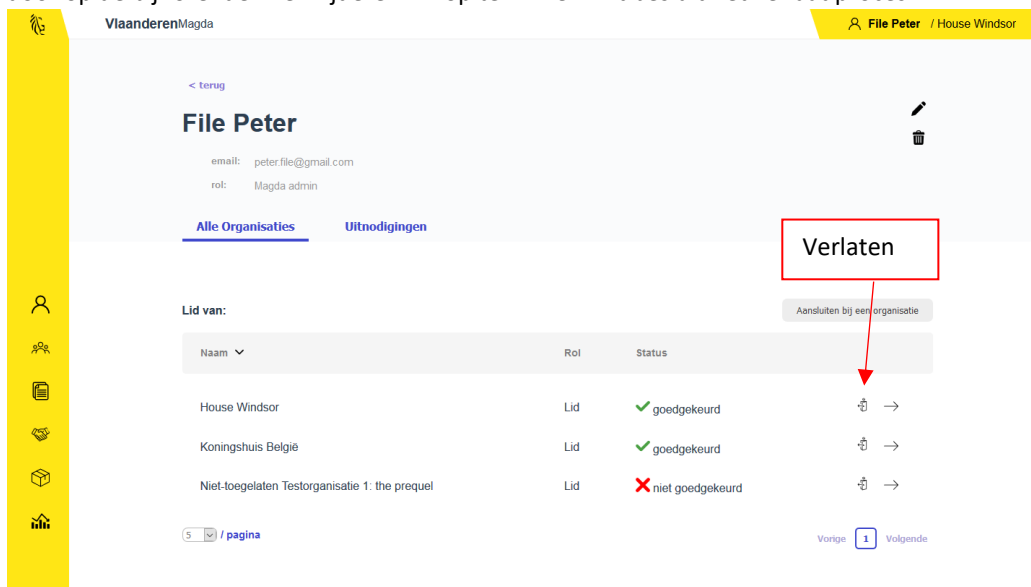 VlaanderenMagda
File Peter / House Windsor
< terug
File Peter
email: peter.file@gmail.com
rol: Magda admin
Alle Organisaties Uitnodigingen
Verlaten
Lid van:
Aansluiten bij een organisatie
Naam Rol Status
House Windsor Lid goedgekeurd
Koningshuis België Lid goedgekeurd
Niet-toegelaten Testorganisatie 1: the prequel Lid niet goedgekeurd
5 / pagina
Vorige 1 Volgende